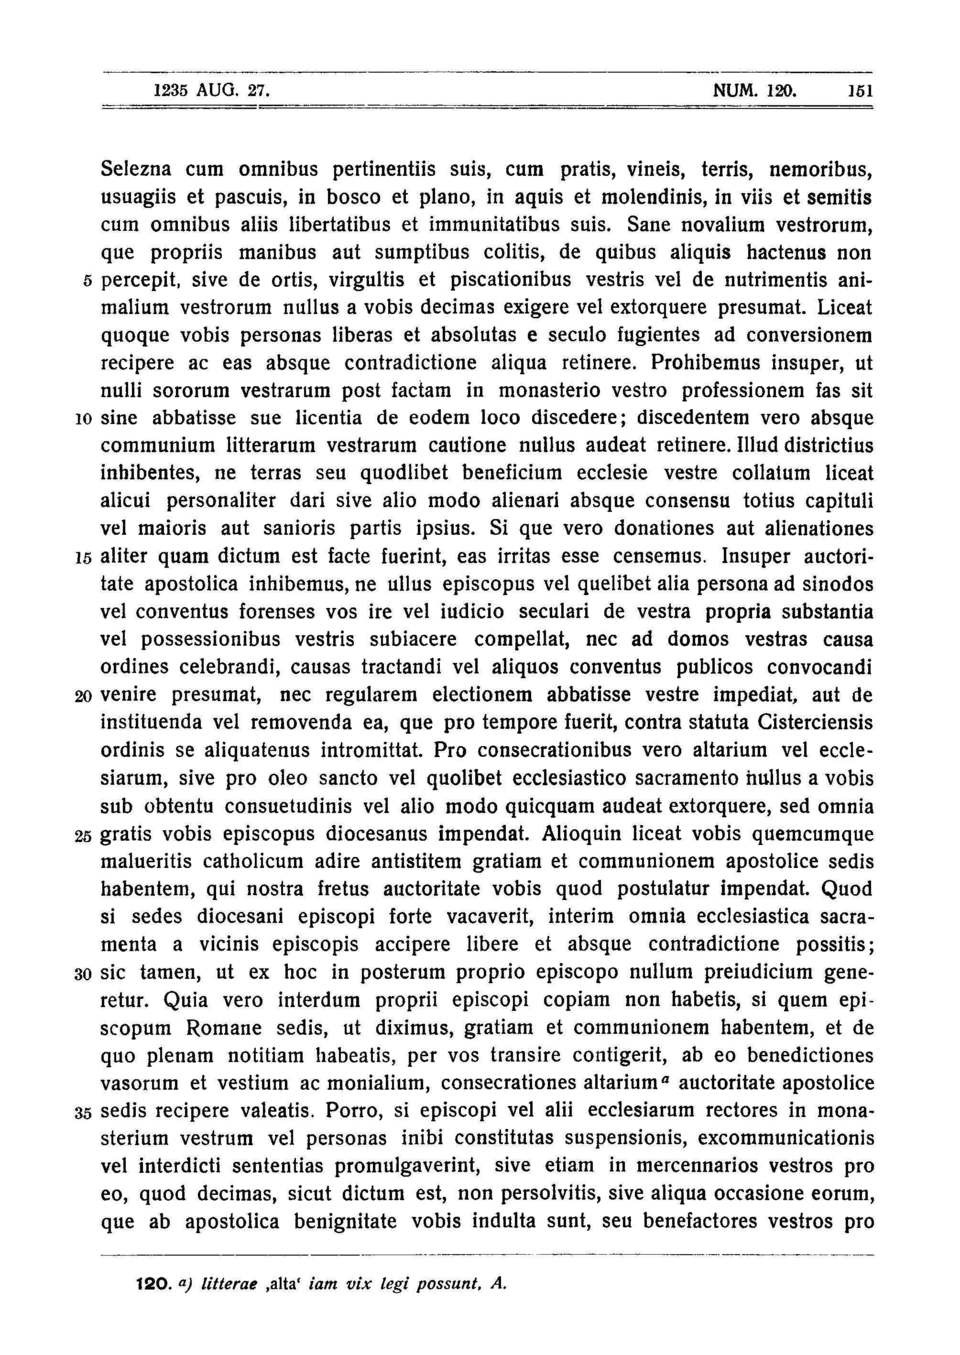 1235 AUG. 27. NUM. 120. 151
Selezna cum omnibus pertinentiis suis, cum pratis, vineis, terris, nemoribus,
usuagiis et pascuis, in bosco et plano, in aquis et molendinis, in viis et semitis
cum omnibus aliis libertatibus et immunitatibus suis. Sane novalium vestrorum,
que propriis manibus aut sumptibus colitis, de quibus aliquis hactenus non
5 percepit, sive de ortis, virgultis et piscationibus vestris vel de nutrimentis ani-
malium vestrorum nullus a vobis decimas exigere vel extorquere presumat. Liceat
quoque vobis personas liberas et absolutas e seculo fugientes ad conversionem
recipere ac eas absque contradictione aliqua retinere. Prohibemus insuper, ut
nulli sororum vestrarum post factam in monasterio vestro professionem fas sit
10 sine abbatisse sue licentia de eodem loco discedere; discedentem vero absque
communium litterarum vestrarum cautione nullus audeat retinere. Illud districtius
inhibentes, ne terras seu quodlibet beneficium ecclesie vestre collatum liceat
alicui personaliter dari sive alio modo alienari absque consensu totius capituli
vel maioris aut sanioris partis ipsius. Si que vero donationes aut alienationes
15 aliter quam dictum est facte fuerint, eas irritas esse censemus. Insuper auctori-
tate apostolica inhibemus, ne ullus episcopus vel quelibet alia persona ad sinodos
vel conventus forenses vos ire vel iudicio seculari de vestra propria substantia
vel possessionibus vestris subiacere compellat, nec ad domos vestras causa
ordines celebrandi, causas tractandi vel aliquos conventus publicos convocandi
20 venire presumat, nec regularem electionem abbatisse vestre impediat, aut de
instituenda vel removenda ea, que pro tempore fuerit, contra statuta Cisterciensis
ordinis se aliquatenus intromittat. Pro consecrationibus vero altarium vel eccle-
siarum, sive pro oleo sancto vel quolibet ecclesiastico sacramento nullus a vobis
sub obtentu consuetudinis vel alio modo quicquam audeat extorquere, sed omnia
25 gratis vobis episcopus diocesanus impendat. Alioquin liceat vobis quemcumque
malueritis catholicum adire antistitem gratiam et communionem apostolice sedis
habentem, qui nostra fretus auctoritate vobis quod postulatur impendat. Quod
si sedes diocesani episcopi forte vacaverit, interim omnia ecclesiastica sacra-
menta a vicinis episcopis accipere libere et absque contradictione possitis;
30 sic tamen, ut ex hoc in posterum proprio episcopo nullum preiudicium gene-
retur. Quia vero interdum proprii episcopi copiam non habetis, si quem epi-
scopum Romane sedis, ut diximus, gratiam et communionem habentem, et de
quo plenam notitiam habeatis, per vos transire contigerit, ab eo benedictiones
vasorum et vestium ac monialium, consecrationes altarium a auctoritate apostolice
35 sedis recipere valeatis. Porro, si episcopi vel alii ecclesiarum rectores in mona-
sterium vestrum vel personas inibi constitutas suspensionis, excommunicationis
vel interdicti sententias promulgaverint, sive etiam in mercennarios vestros pro
eo, quod decimas, sicut dictum est, non persolvitis, sive aliqua occasione eorum,
que ab apostolica benignitate vobis indulta sunt, seu benefactores vestros pro
120. a) litterae ‚alta‘ iam vix legi possunt, A.